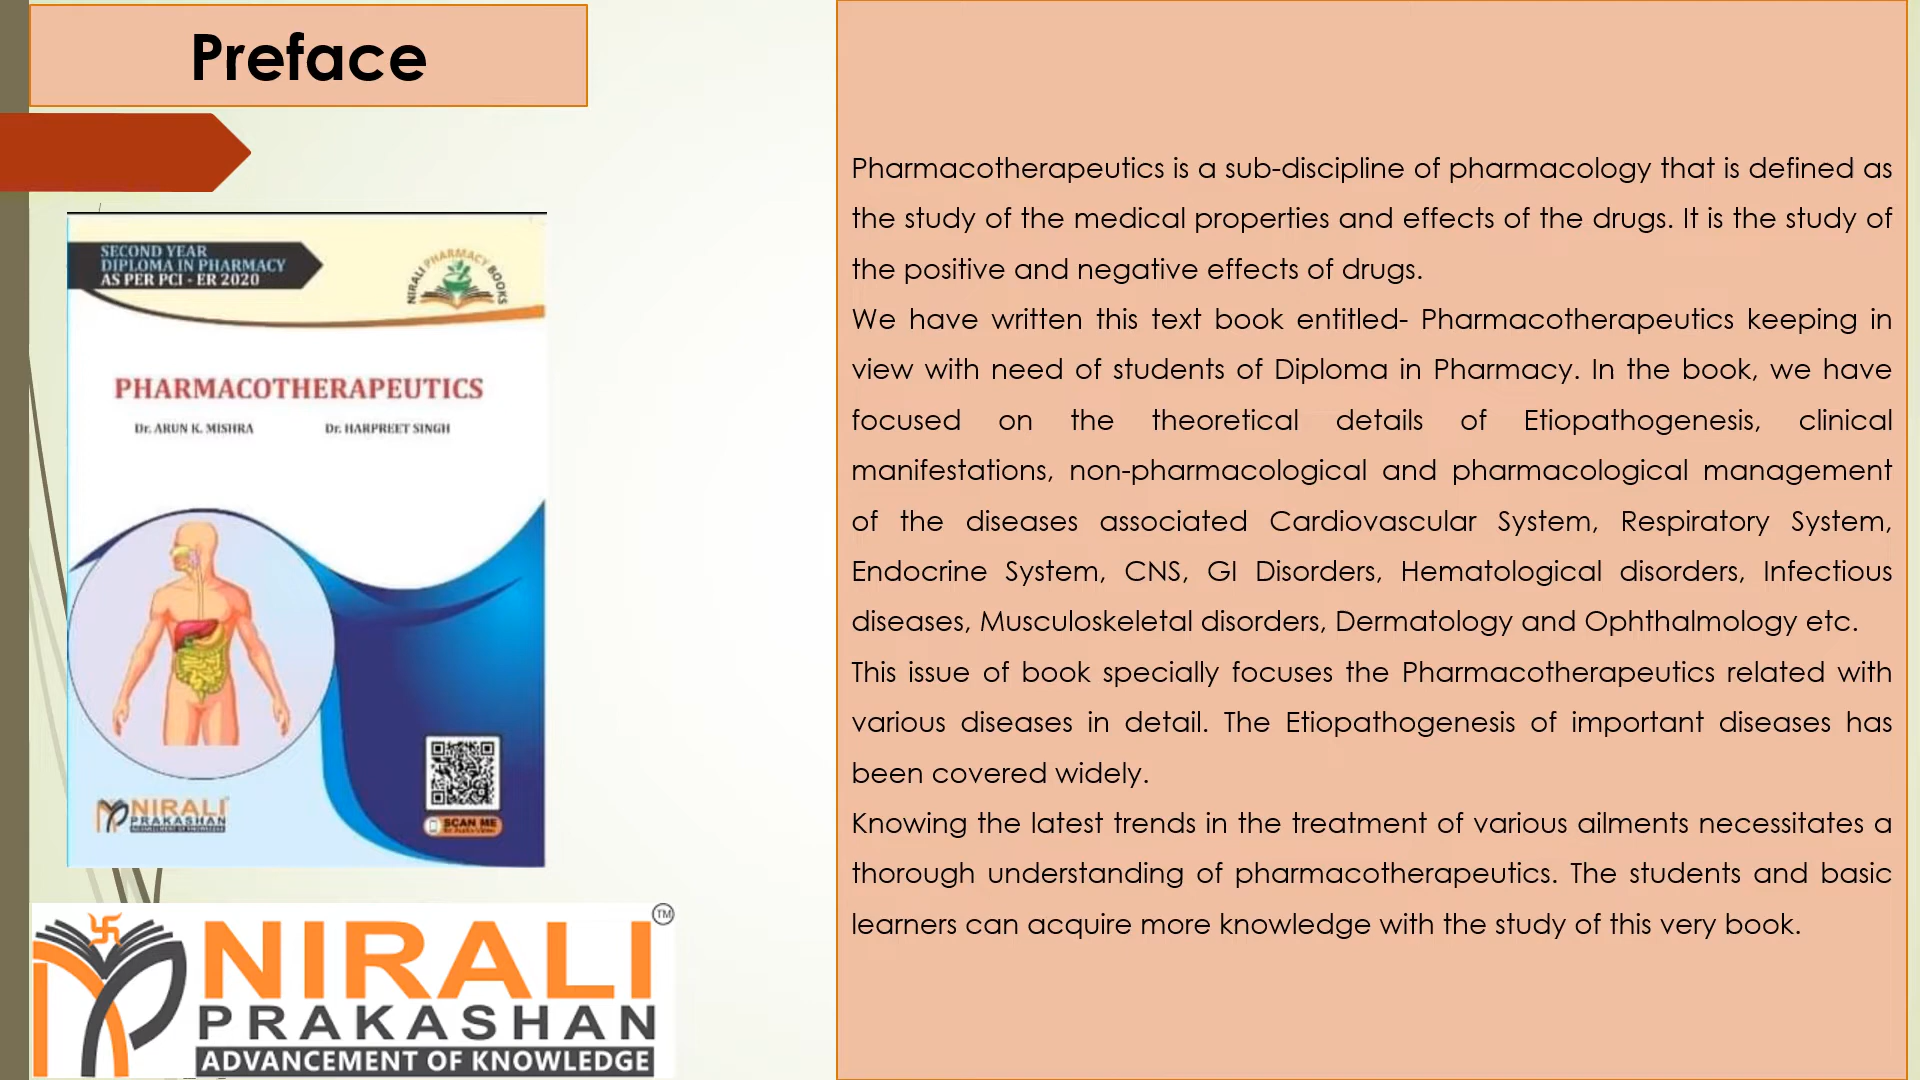 Preface
SECOND YEAR
DIPLOMA IN PHARMACY
AS PER PCI - ER 2020
NIRALI PHARMACY BOOKS
PHARMACOTHERAPEUTICS
Dr. ARUN K. MISHRA Dr. HARPREET SINGH
NIRALI
PRAKASHAN
ADVANCEMENT OF KNOWLEDGE
SCAN ME
for Audio-Video
NIRALI TM
PRAKASHAN
ADVANCEMENT OF KNOWLEDGE
Pharmacotherapeutics is a sub-discipline of pharmacology that is defined as
the study of the medical properties and effects of the drugs. It is the study of
the positive and negative effects of drugs.
We have written this text book entitled- Pharmacotherapeutics keeping in
view with need of students of Diploma in Pharmacy. In the book, we have
focused on the theoretical details of Etiopathogenesis, clinical
manifestations, non-pharmacological and pharmacological management
of the diseases associated Cardiovascular System, Respiratory System,
Endocrine System, CNS, GI Disorders, Hematological disorders, Infectious
diseases, Musculoskeletal disorders, Dermatology and Ophthalmology etc.
This issue of book specially focuses the Pharmacotherapeutics related with
various diseases in detail. The Etiopathogenesis of important diseases has
been covered widely.
Knowing the latest trends in the treatment of various ailments necessitates a
thorough understanding of pharmacotherapeutics. The students and basic
learners can acquire more knowledge with the study of this very book.